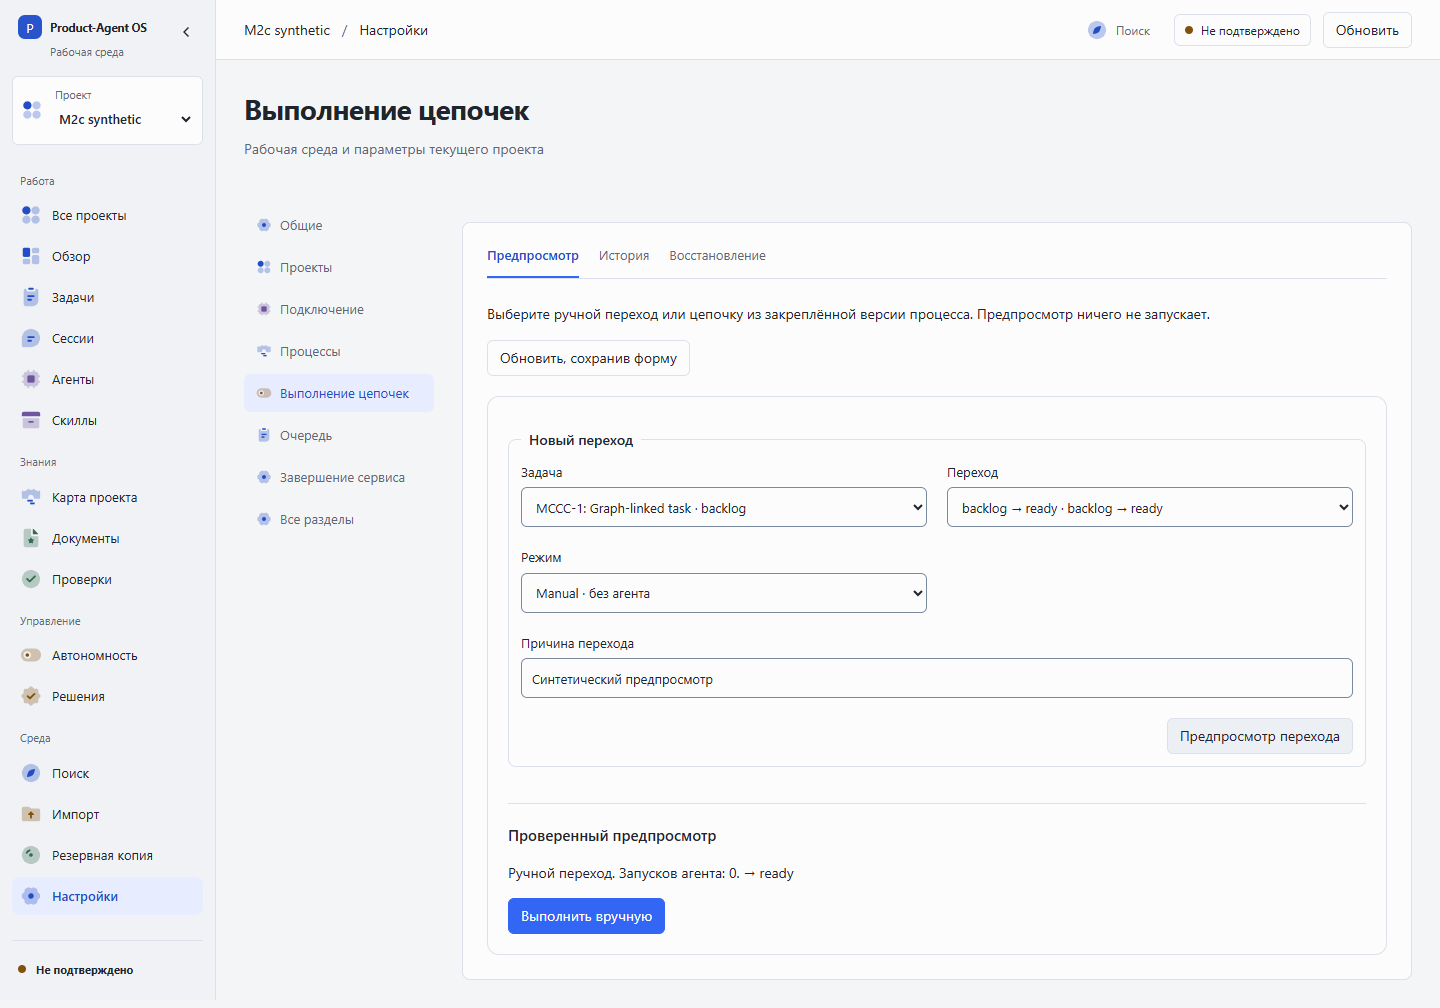 P Product-Agent OS
Рабочая среда
Проект
M2c synthetic
Работа
Все проекты
Обзор
Задачи
Сессии
Агенты
Скиллы
Знания
Карта проекта
Документы
Проверки
Управление
Автономность
Решения
Среда
Поиск
Импорт
Резервная копия
Настройки
Не подтверждено
M2c synthetic / Настройки
Поиск
Не подтверждено
Обновить
Выполнение цепочек
Рабочая среда и параметры текущего проекта
Общие
Проекты
Подключение
Процессы
Выполнение цепочек
Очередь
Завершение сервиса
Все разделы
Предпросмотр История Восстановление
Выберите ручной переход или цепочку из закреплённой версии процесса. Предпросмотр ничего не запускает.
Обновить, сохранив форму
Новый переход
Задача
MCCC-1: Graph-linked task · backlog
Переход
backlog → ready · backlog → ready
Режим
Manual · без агента
Причина перехода
Синтетический предпросмотр
Предпросмотр перехода
Проверенный предпросмотр
Ручной переход. Запусков агента: 0. → ready
Выполнить вручную